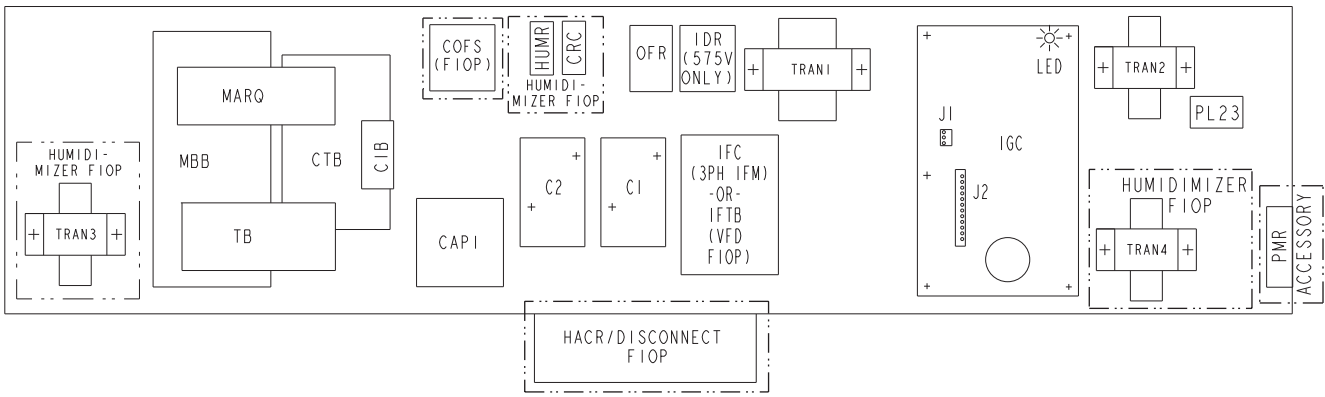 COFS
(FIOP)
HUMR
CRC
HUMIDI-
MIZER FIOP
OFR
IDR
(575V
ONLY)
TRAN1
LED
TRAN2
PL23
MARQ
MBB
CTB
CIB
TB
HUMIDI-
MIZER FIOP
TRAN3
CAP1
C2
C1
IFC
(3PH IFM)
-OR-
IFTB
(VFD
FIOP)
J1
IGC
J2
HUMIDIMIZER
FIOP
TRAN4
PMR
ACCESSORY
HACR/DISCONNECT
FIOP